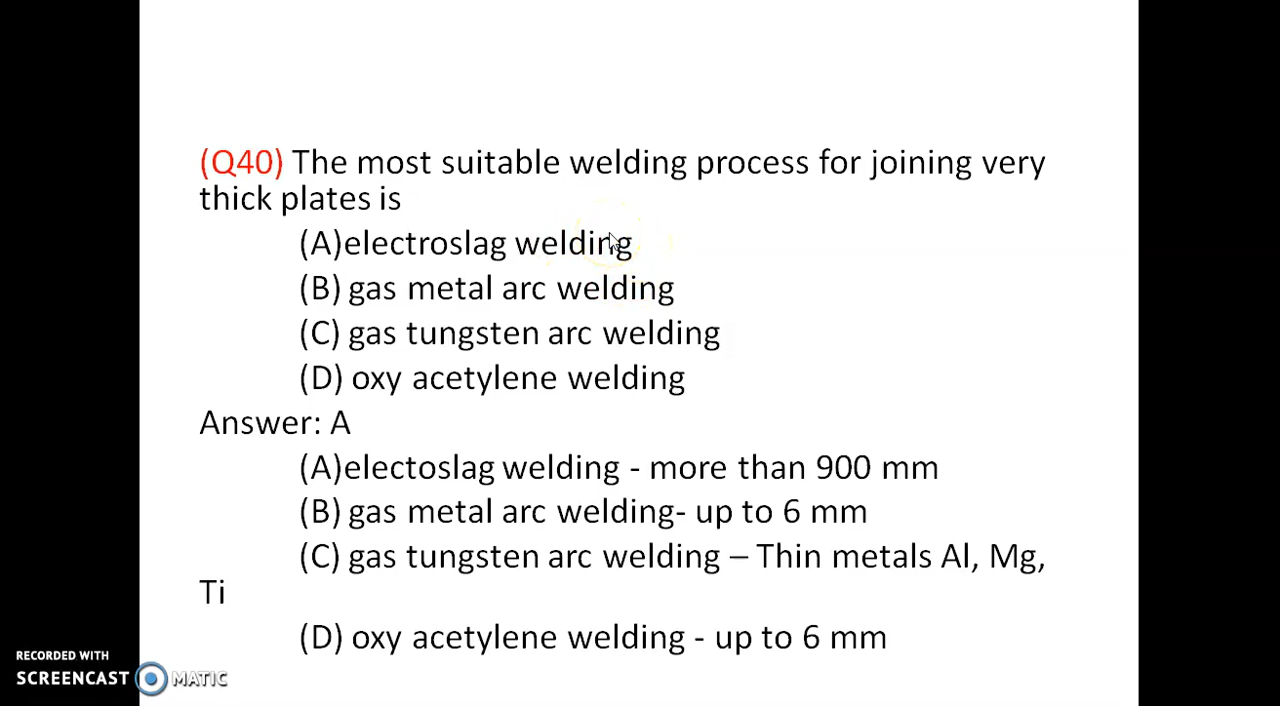 (Q40) The most suitable welding process for joining very
thick plates is
(A)electroslag welding
(B) gas metal arc welding
(C) gas tungsten arc welding
(D) oxy acetylene welding
Answer: A
(A)electoslag welding - more than 900 mm
(B) gas metal arc welding- up to 6 mm
(C) gas tungsten arc welding – Thin metals Al, Mg,
Ti
(D) oxy acetylene welding - up to 6 mm
RECORDED WITH
SCREENCAST MATIC